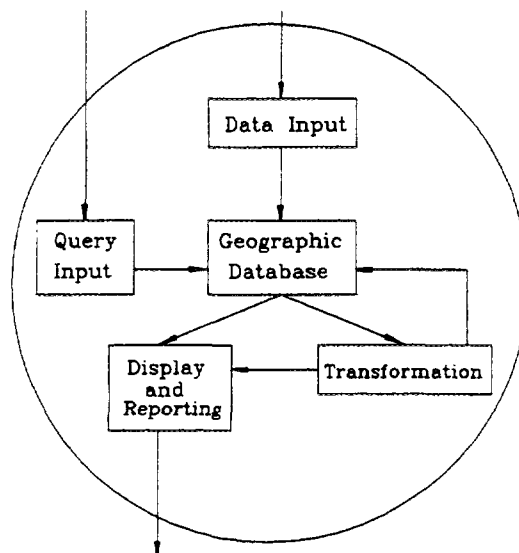 Data Input
Query
Input
Geographic
Database
Display
and
Reporting
Transformation